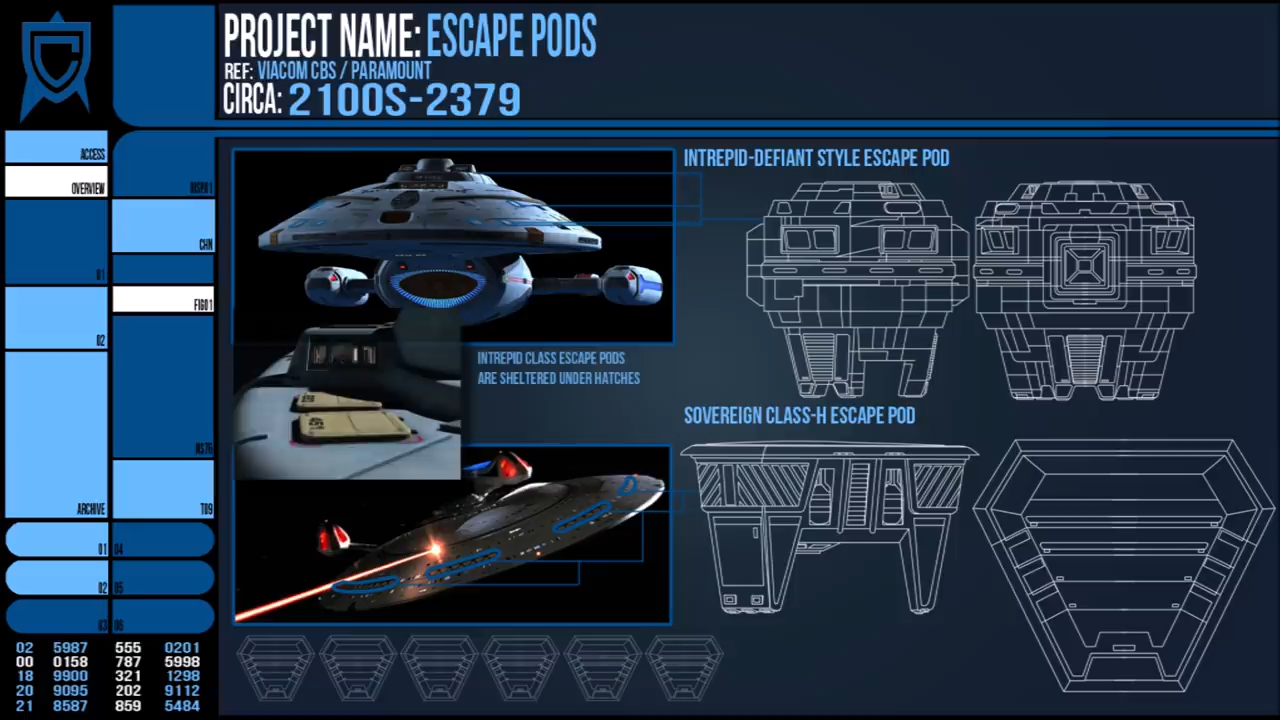 PROJECT NAME: ESCAPE PODS
REF: VIACOM CBS / PARAMOUNT
CIRCA: 2100S-2379
ACCESS
OVERVIEW
01
02
ARCHIVE
01
02
03
CHN
FIG01
T09
04
05
06
02 5987 555 0201
00 0158 787 5998
18 9900 321 1298
20 9095 202 9112
21 8587 859 5484
INTREPID-DEFIANT STYLE ESCAPE POD
INTREPID CLASS ESCAPE PODS
ARE SHELTERED UNDER HATCHES
SOVEREIGN CLASS-H ESCAPE POD